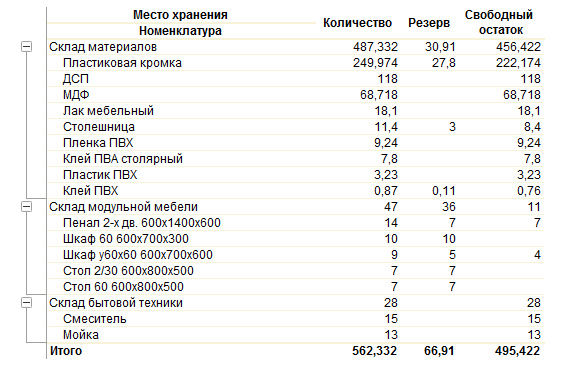 Место хранения Количество Резерв Свободный остаток
Номенклатура
Склад материалов 487,332 30,91 456,422
Пластиковая кромка 249,974 27,8 222,174
ДСП 118 118
МДФ 68,718 68,718
Лак мебельный 18,1 18,1
Столешница 11,4 3 8,4
Пленка ПВХ 9,24 9,24
Клей ПВА столярный 7,8 7,8
Пластик ПВХ 3,23 3,23
Клей ПВХ 0,87 0,11 0,76
Склад модульной мебели 47 36 11
Пенал 2-х дв. 600х1400х600 14 7 7
Шкаф 60 600х700х300 10 10
Шкаф у60х60 600х700х600 9 5 4
Стол 2/30 600х800х500 7 7
Стол 60 600х800х500 7 7
Склад бытовой техники 28 28
Смеситель 15 15
Мойка 13 13
Итого 562,332 66,91 495,422